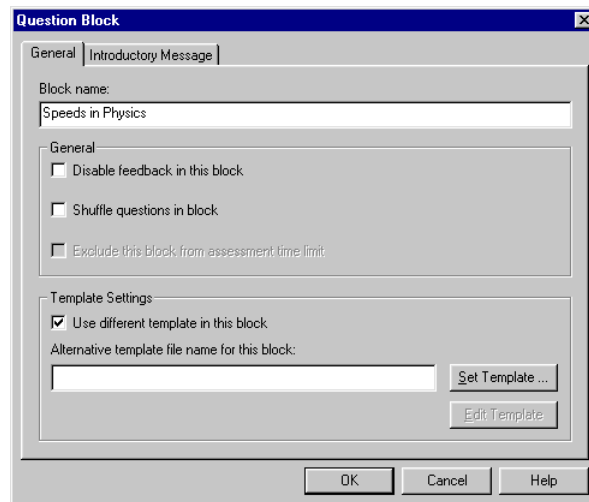 Question Block
General Introductory Message
Block name:
Speeds in Physics
General
Disable feedback in this block
Shuffle questions in block
Exclude this block from assessment time limit
Template Settings
Use different template in this block
Alternative template file name for this block:
Set Template ...
Edit Template
OK Cancel Help